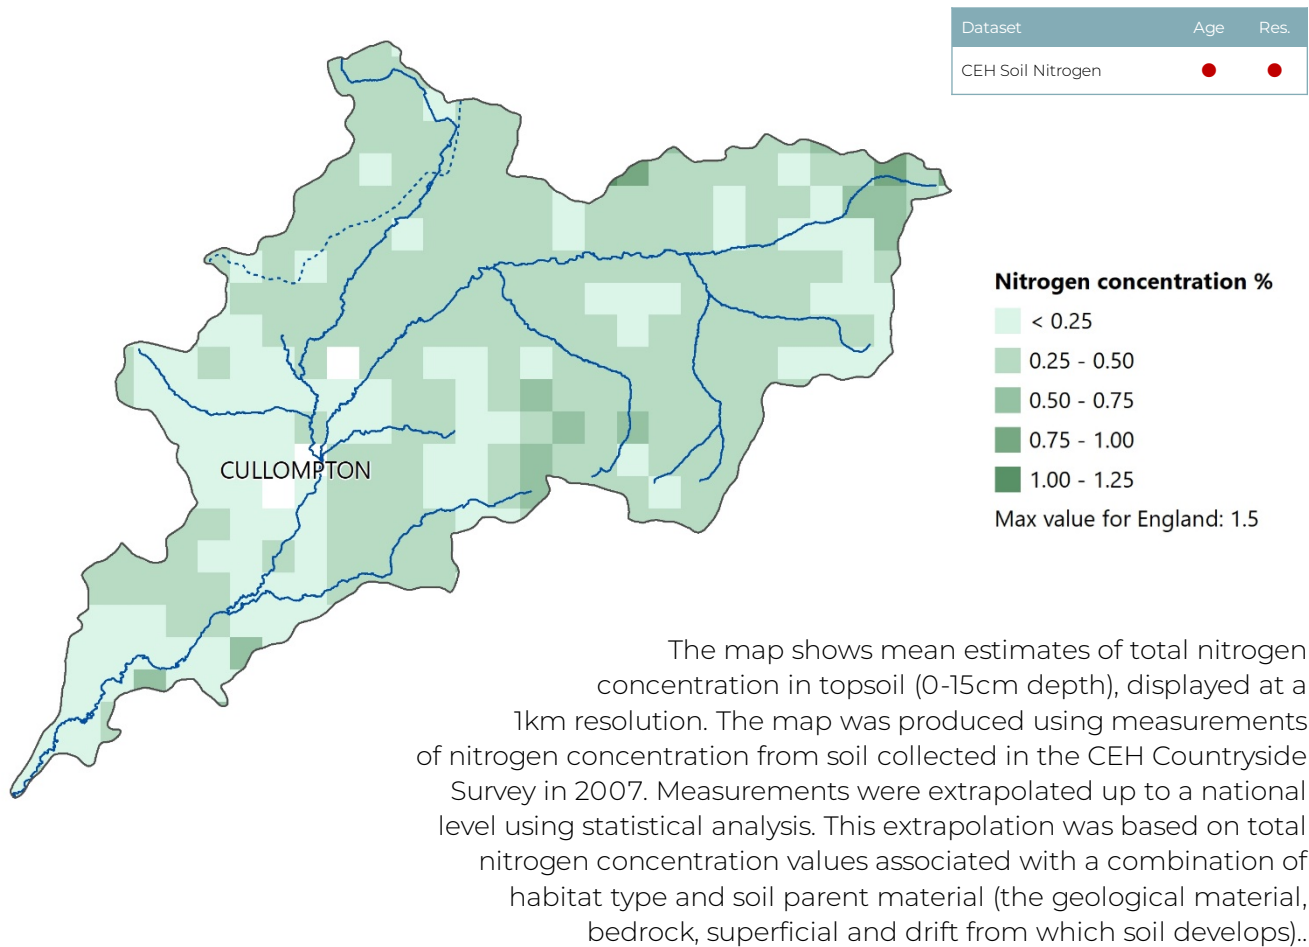 Dataset Age Res.
CEH Soil Nitrogen
Nitrogen concentration %
< 0.25
0.25 - 0.50
0.50 - 0.75
0.75 - 1.00
1.00 - 1.25
Max value for England: 1.5
CULLOMPTON
The map shows mean estimates of total nitrogen
concentration in topsoil (0-15cm depth), displayed at a
1km resolution. The map was produced using measurements
of nitrogen concentration from soil collected in the CEH Countryside
Survey in 2007. Measurements were extrapolated up to a national
level using statistical analysis. This extrapolation was based on total
nitrogen concentration values associated with a combination of
habitat type and soil parent material (the geological material,
bedrock, superficial and drift from which soil develops)..